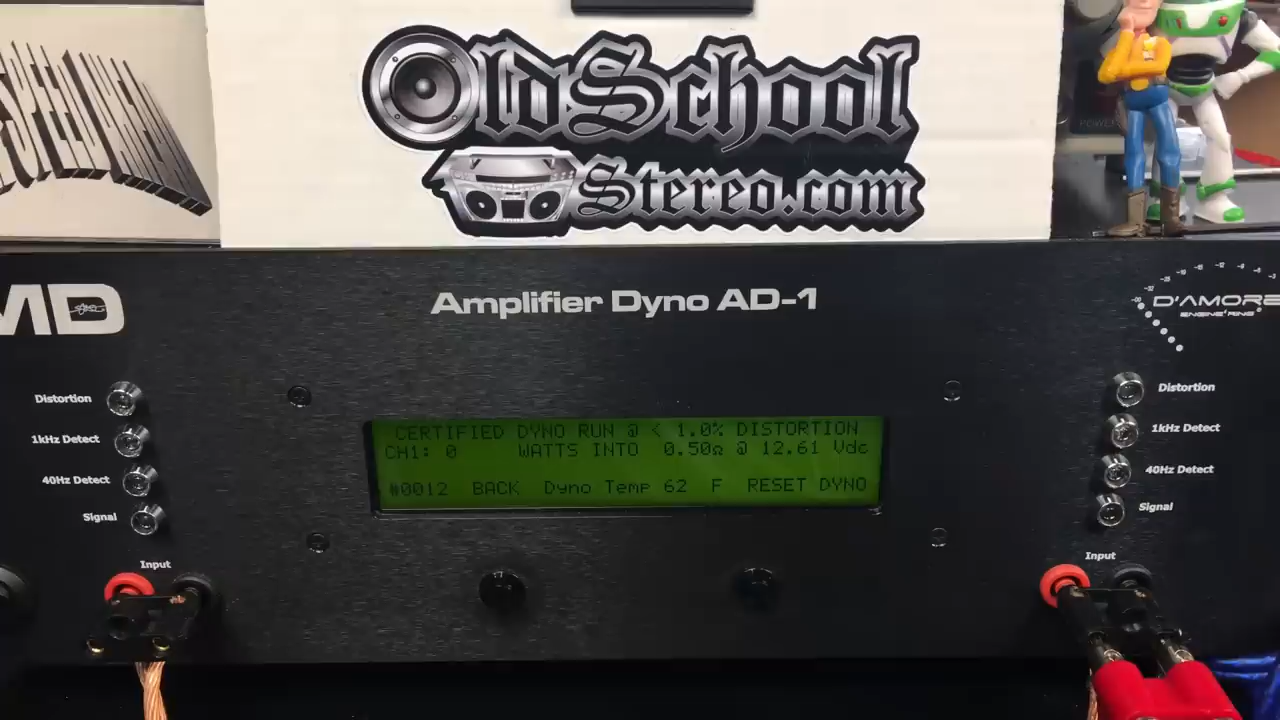 OldSchool
Stereo.com
SPEED
MD
Amplifier Dyno AD-1
D'AMORE
ENGINEERING
Distortion
1kHz Detect
40Hz Detect
Signal
Input
CERTIFIED DYNO RUN @ < 1.0% DISTORTION
CH1: 0 WATTS INTO 0.50Ω @ 12.61 Vdc
#0012 BACK Dyno Temp 62 F RESET DYNO
Distortion
1kHz Detect
40Hz Detect
Signal
Input